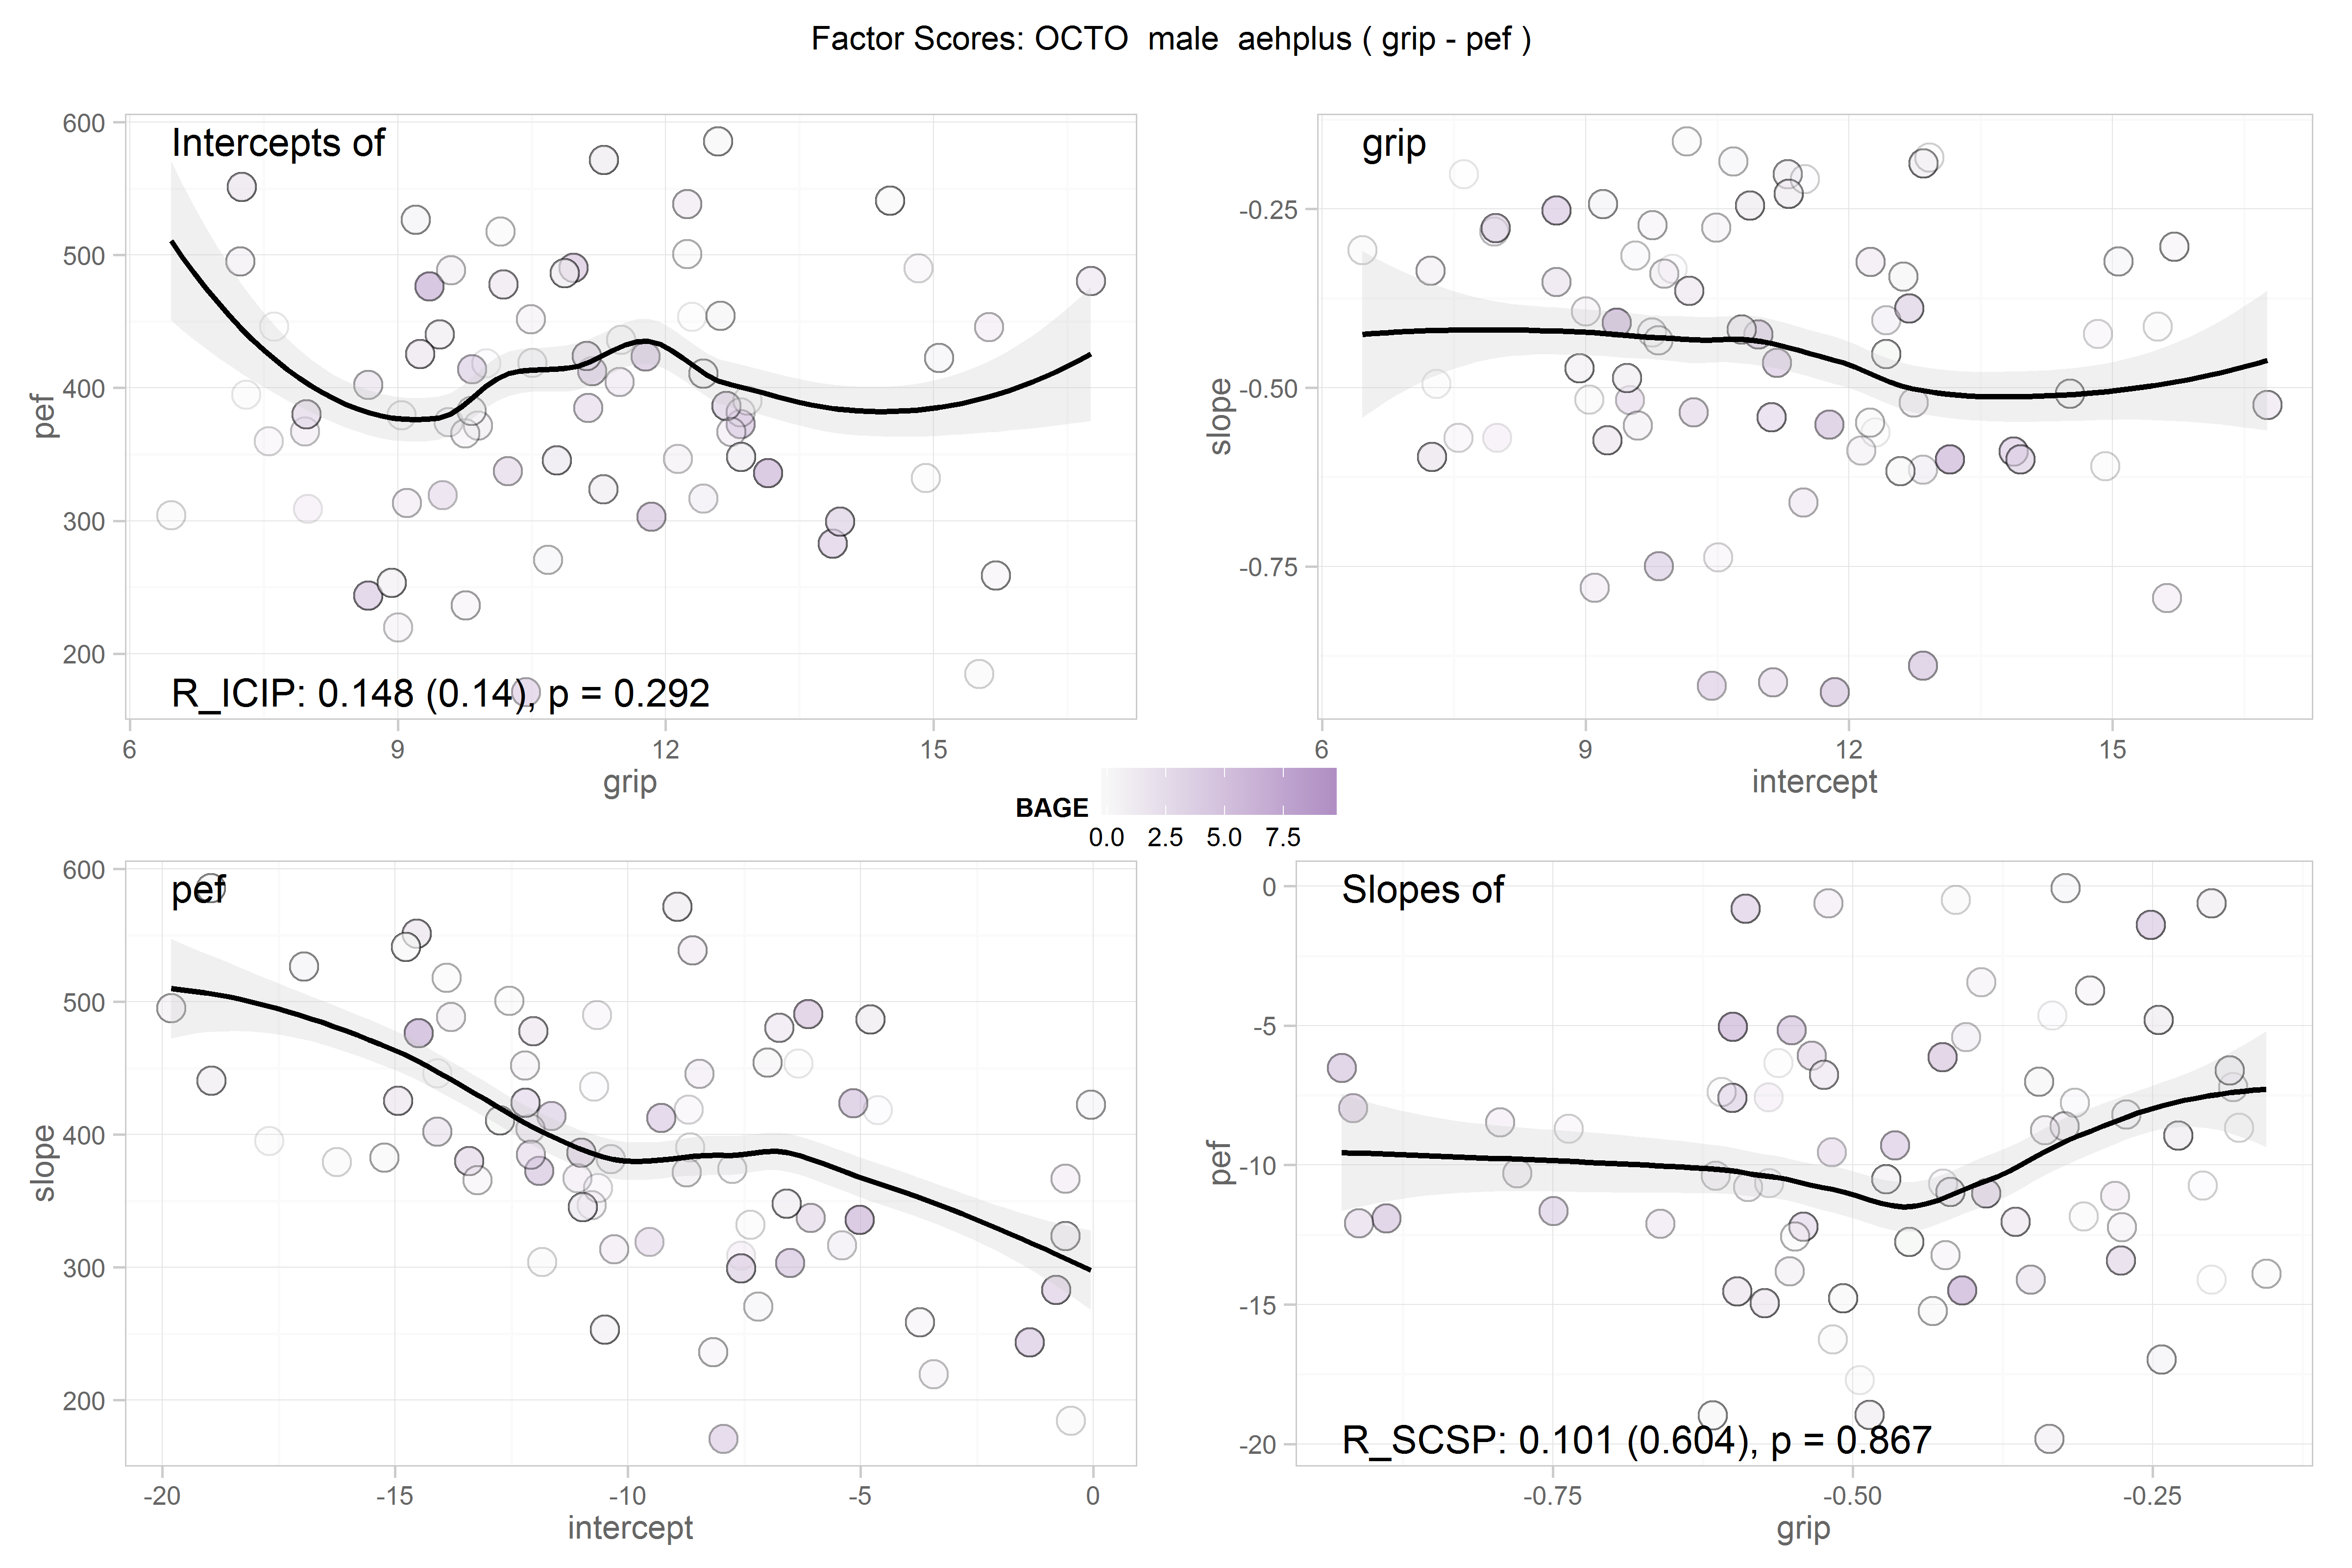 Factor Scores: OCTO male aehplus ( grip - pef )
Intercepts of
600
500
400
300
200
pef
R_ICIP: 0.148 (0.14), p = 0.292
6 9 12 15
grip
grip
-0.25
-0.50
-0.75
slope
6 9 12 15
intercept
BAGE
0.0 2.5 5.0 7.5
pef
600
500
400
300
200
slope
-20 -15 -10 -5 0
intercept
Slopes of
0
-5
-10
-15
-20
pef
R_SCSP: 0.101 (0.604), p = 0.867
-0.75 -0.50 -0.25
grip